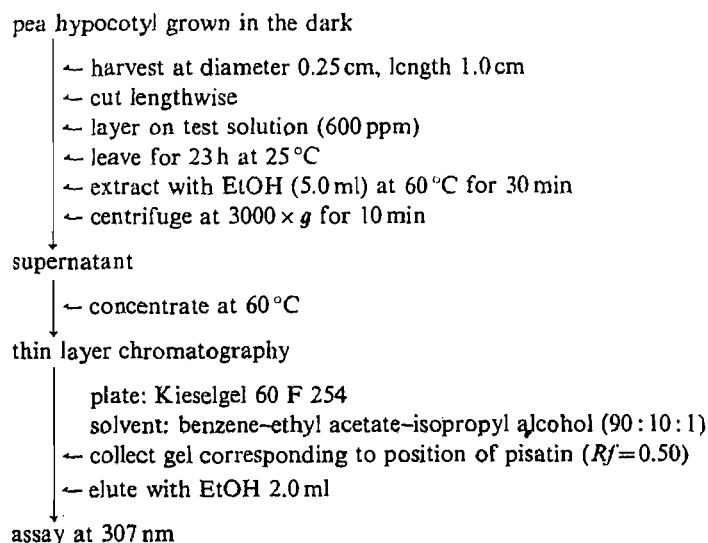 pea hypocotyl grown in the dark
← harvest at diameter 0.25 cm, length 1.0 cm
← cut lengthwise
← layer on test solution (600 ppm)
← leave for 23 h at 25 °C
← extract with EtOH (5.0 ml) at 60 °C for 30 min
← centrifuge at 3000 × g for 10 min
supernatant
← concentrate at 60 °C
thin layer chromatography
plate: Kieselgel 60 F 254
solvent: benzene–ethyl acetate–isopropyl alcohol (90 : 10 : 1)
← collect gel corresponding to position of pisatin (Rf=0.50)
← elute with EtOH 2.0 ml
assay at 307 nm